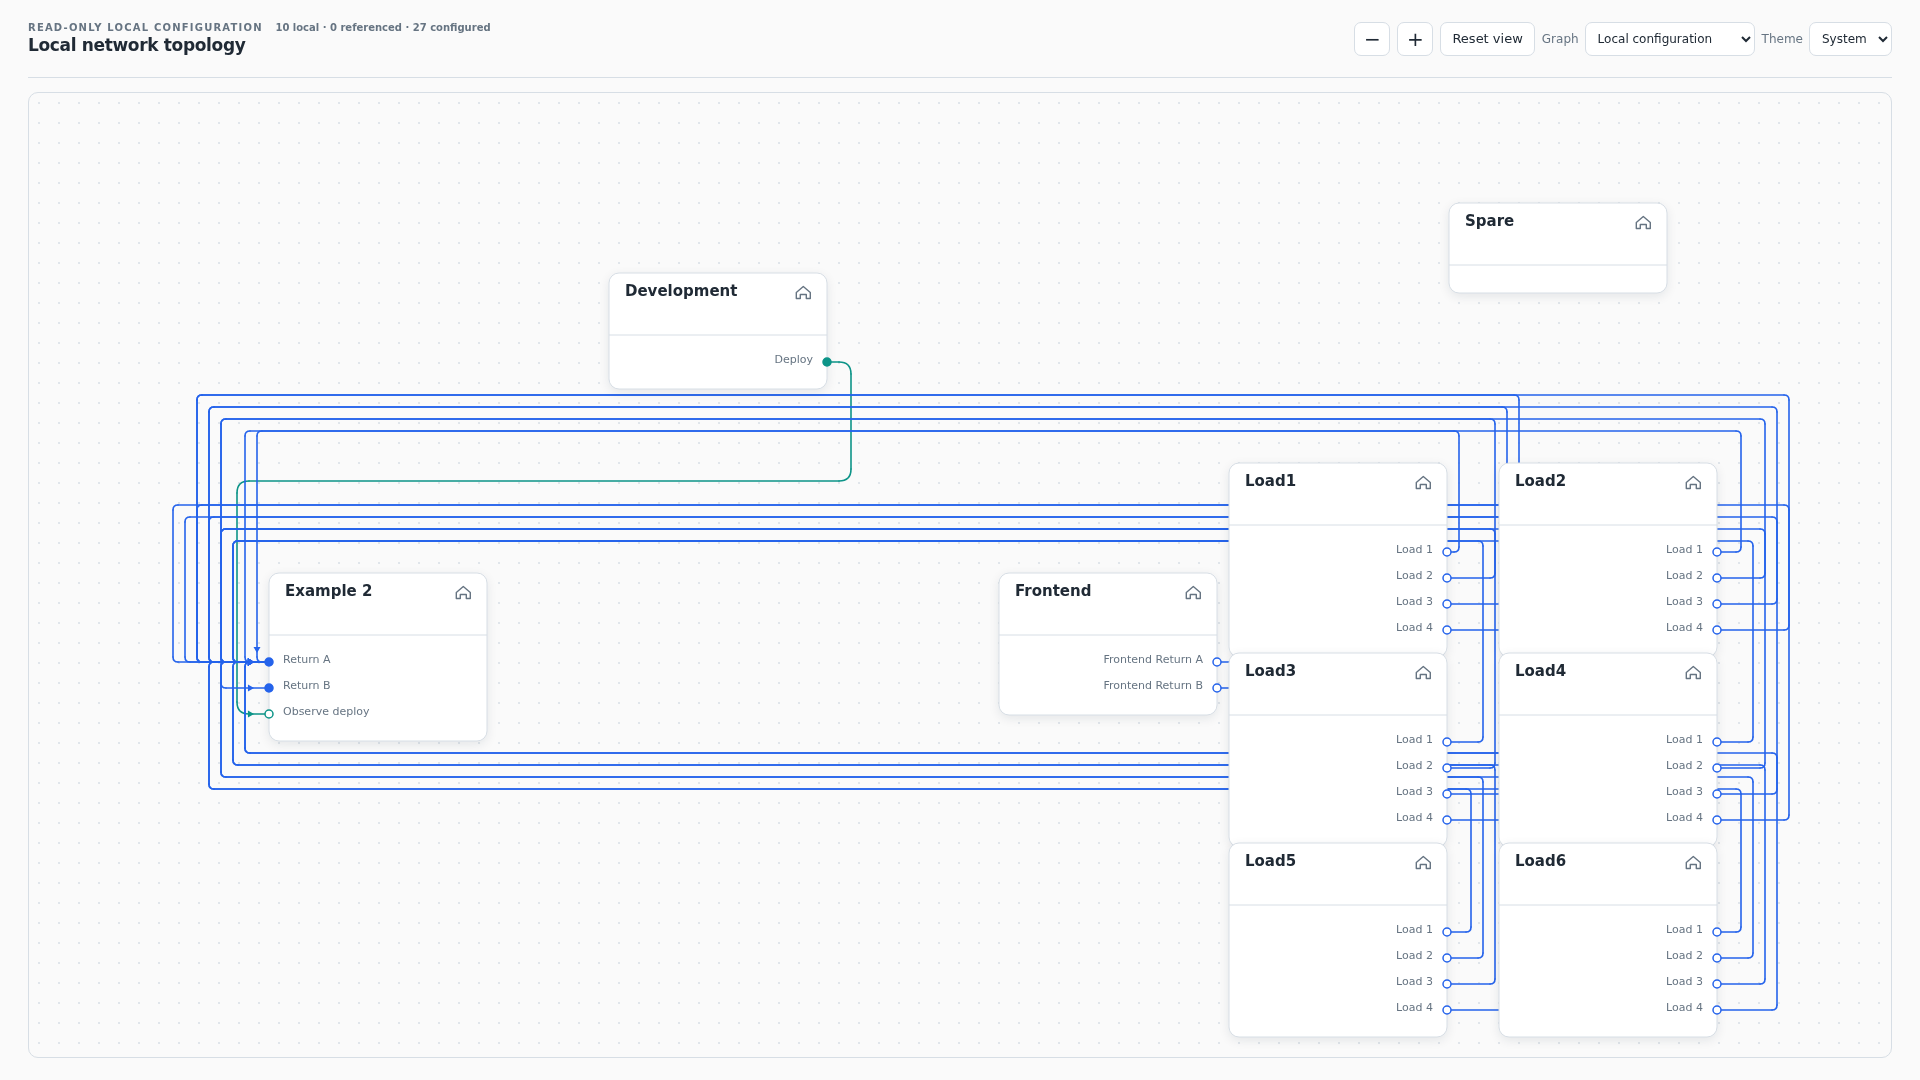 READ-ONLY LOCAL CONFIGURATION 10 local · 0 referenced · 27 configured
Local network topology
− + Reset view Graph Local configuration Theme System
Spare
Development
Deploy
Load1
Load 1
Load 2
Load 3
Load 4
Load2
Load 1
Load 2
Load 3
Load 4
Example 2
Return A
Return B
Observe deploy
Frontend
Frontend Return A
Frontend Return B
Load3
Load 1
Load 2
Load 3
Load 4
Load4
Load 1
Load 2
Load 3
Load 4
Load5
Load 1
Load 2
Load 3
Load 4
Load6
Load 1
Load 2
Load 3
Load 4